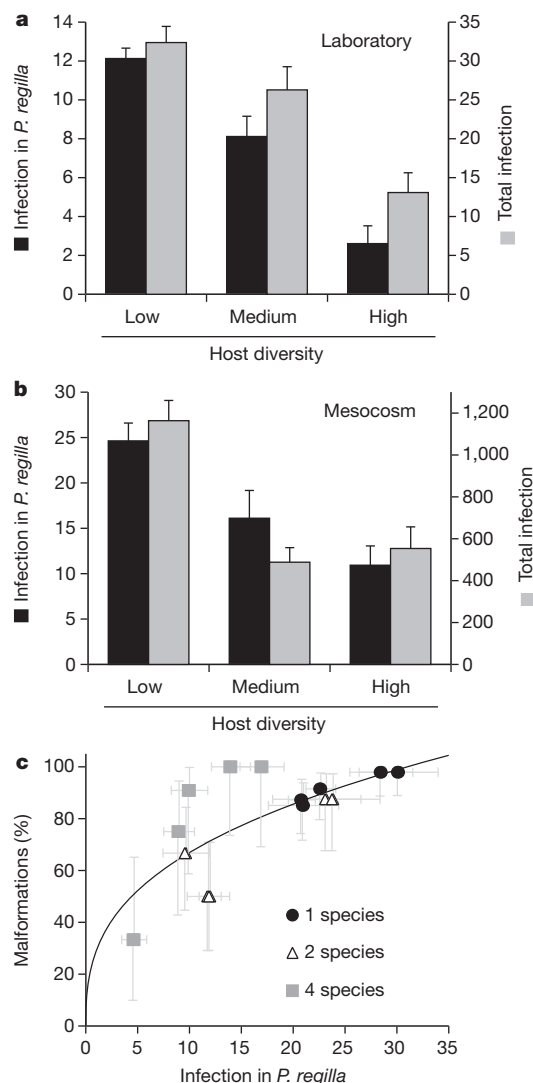 a
Laboratory
14
12
10
8
6
4
2
0
Infection in P. regilla
35
30
25
20
15
10
5
0
Total infection
Low Medium High
Host diversity
b
Mesocosm
30
25
20
15
10
5
0
Infection in P. regilla
1,200
1,000
800
600
400
200
0
Total infection
Low Medium High
Host diversity
c
100
80
60
40
20
0
Malformations (%)
1 species
2 species
4 species
0 5 10 15 20 25 30 35
Infection in P. regilla